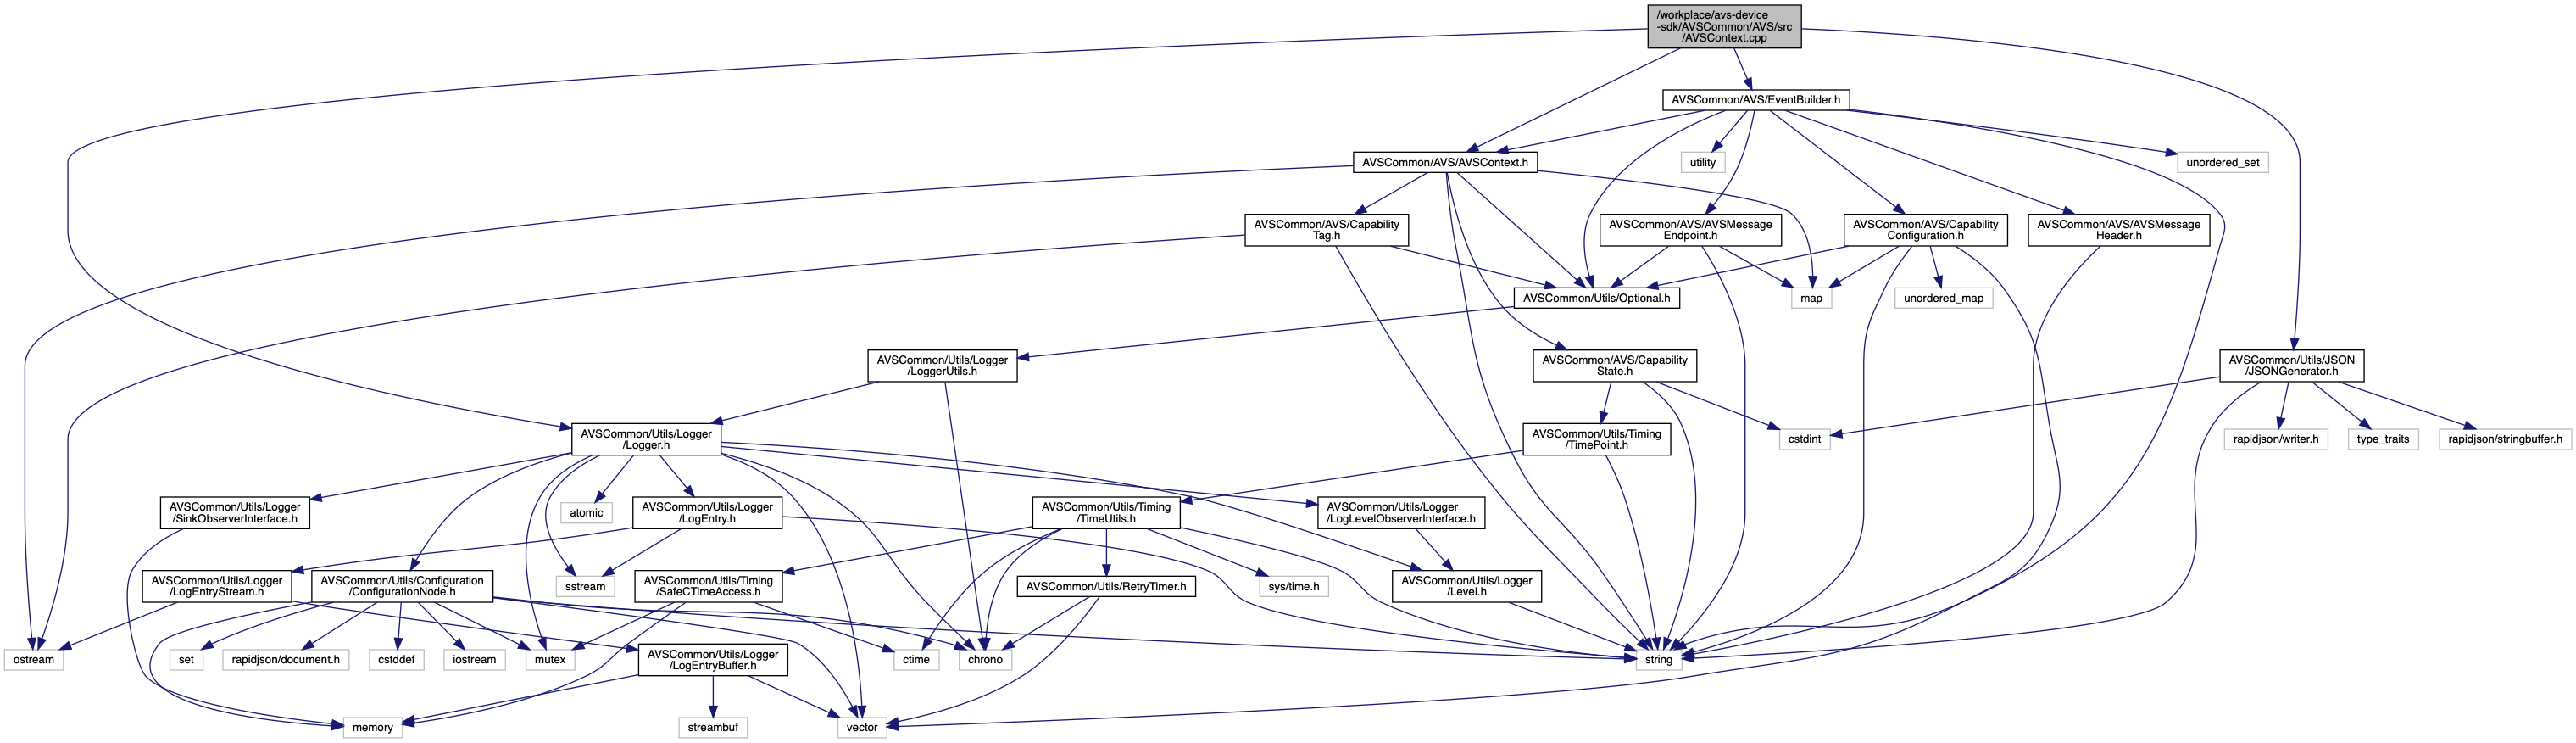 /workplace/avs-device
-sdk/AVSCommon/AVS/src
/AVSContext.cpp
AVSCommon/AVS/EventBuilder.h
AVSCommon/AVS/AVSContext.h
utility
unordered_set
AVSCommon/AVS/Capability
Tag.h
AVSCommon/AVS/AVSMessage
Endpoint.h
AVSCommon/AVS/Capability
Configuration.h
AVSCommon/AVS/AVSMessage
Header.h
AVSCommon/Utils/Optional.h
map
unordered_map
AVSCommon/Utils/Logger
/LoggerUtils.h
AVSCommon/AVS/Capability
State.h
AVSCommon/Utils/JSON
/JSONGenerator.h
AVSCommon/Utils/Logger
/Logger.h
AVSCommon/Utils/Timing
/TimePoint.h
cstdint
rapidjson/writer.h
type_traits
rapidjson/stringbuffer.h
AVSCommon/Utils/Logger
/SinkObserverInterface.h
atomic
AVSCommon/Utils/Logger
/LogEntry.h
AVSCommon/Utils/Timing
/TimeUtils.h
AVSCommon/Utils/Logger
/LogLevelObserverInterface.h
AVSCommon/Utils/Logger
/LogEntryStream.h
AVSCommon/Utils/Configuration
/ConfigurationNode.h
sstream
AVSCommon/Utils/Timing
/SafeCTimeAccess.h
AVSCommon/Utils/RetryTimer.h
sys/time.h
AVSCommon/Utils/Logger
/Level.h
ostream
set
rapidjson/document.h
cstddef
iostream
mutex
AVSCommon/Utils/Logger
/LogEntryBuffer.h
ctime
chrono
string
memory
streambuf
vector